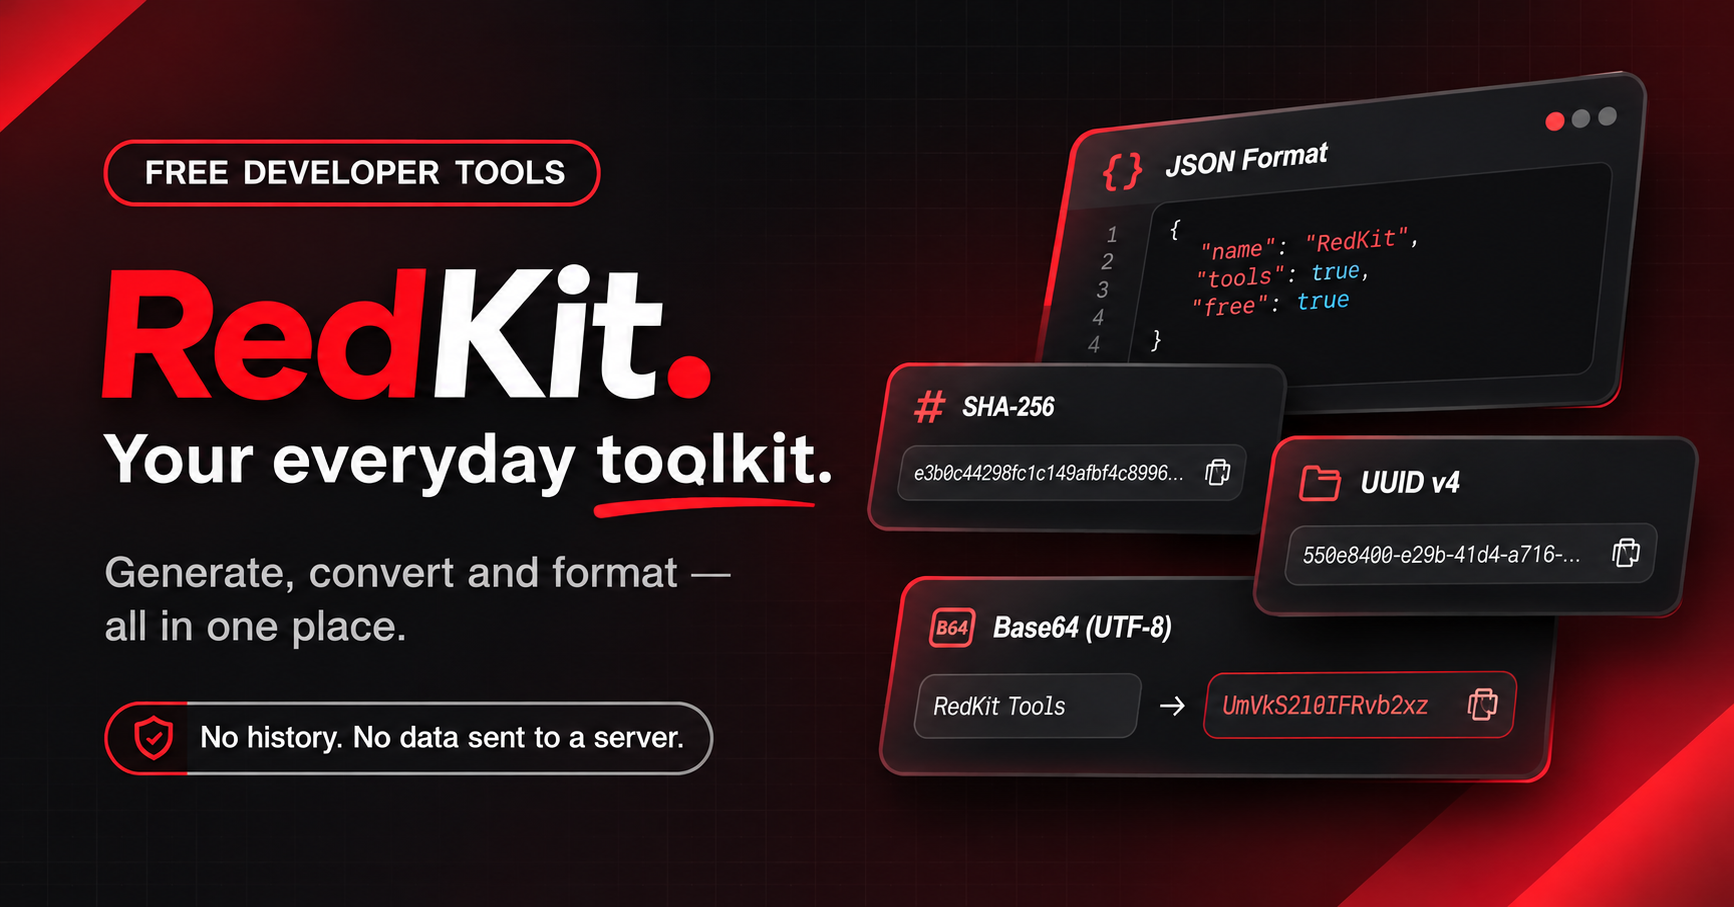 FREE DEVELOPER TOOLS
RedKit.
Your everyday toolkit.
Generate, convert and format —
all in one place.
No history. No data sent to a server.
{} JSON Format
1
2
3
4
4
{
"name": "RedKit",
"tools": true,
"free": true
}
# SHA-256
e3b0c44298fc1c149afbf4c8996...
UUID v4
550e8400-e29b-41d4-a716-...
B64 Base64 (UTF-8)
RedKit Tools → UmVkS2l0IFRvb2xz